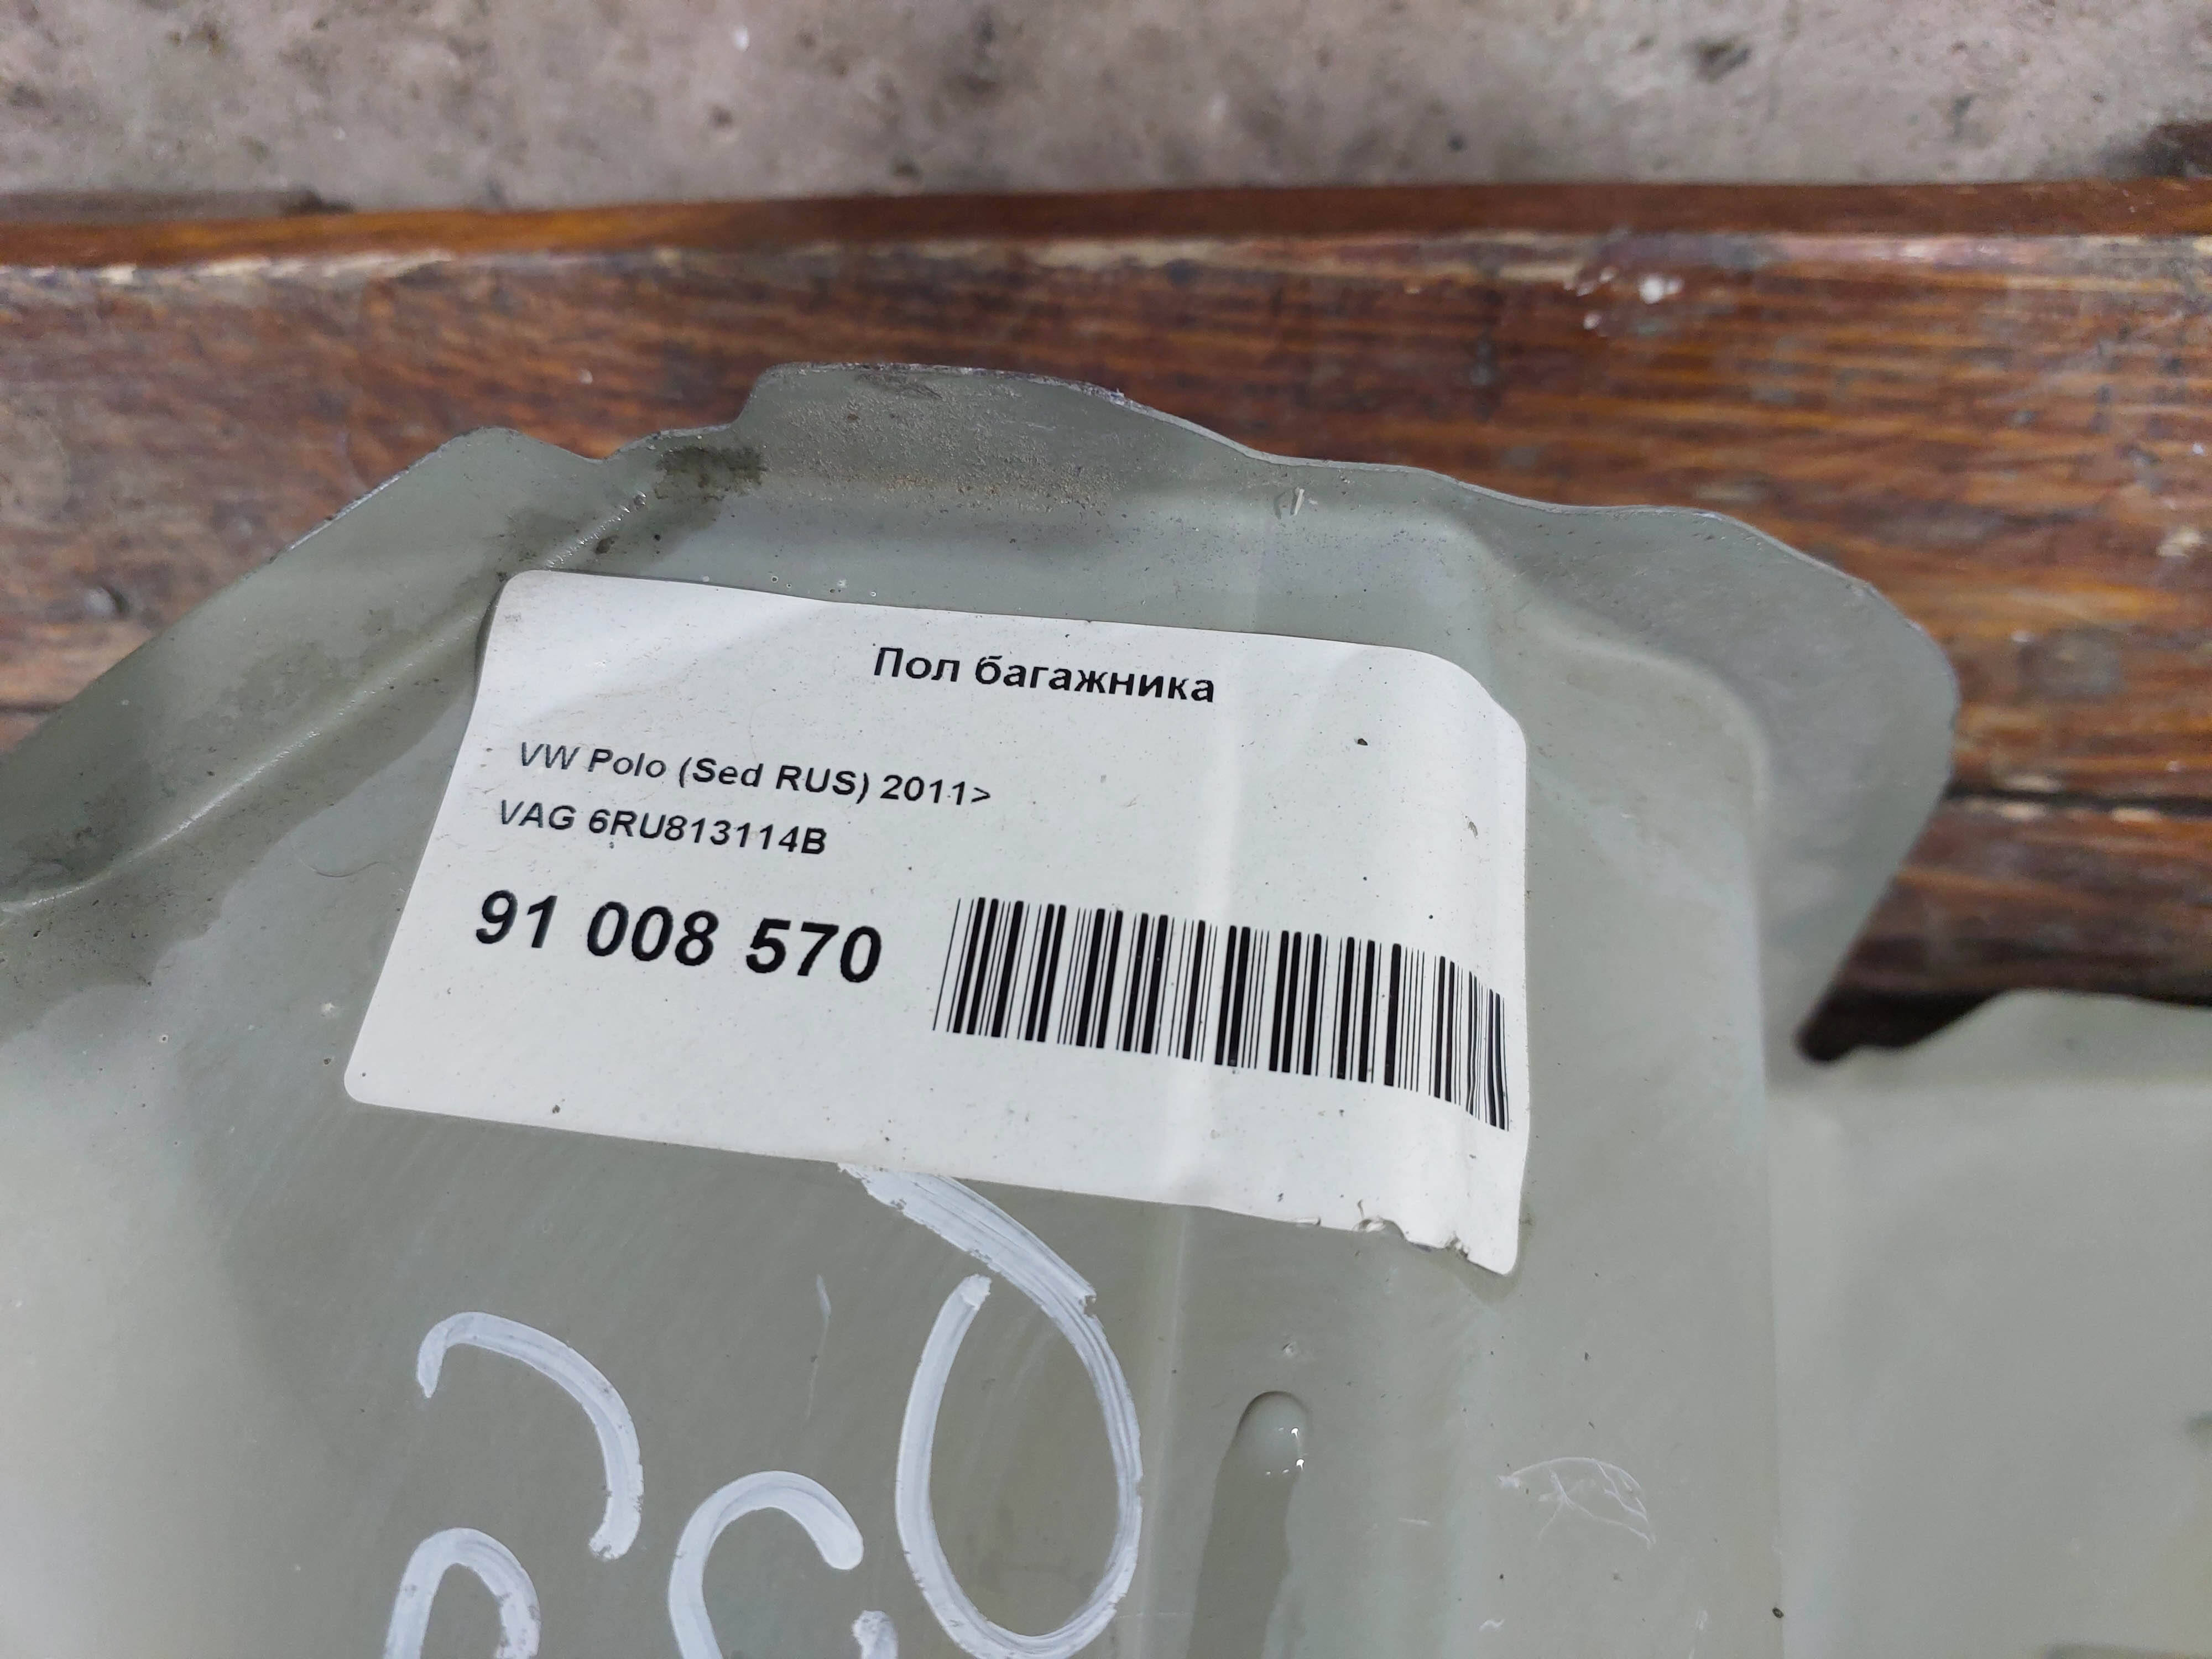 Пол багажника
VW Polo (Sed RUS) 2011>
VAG 6RU813114B
91 008 570